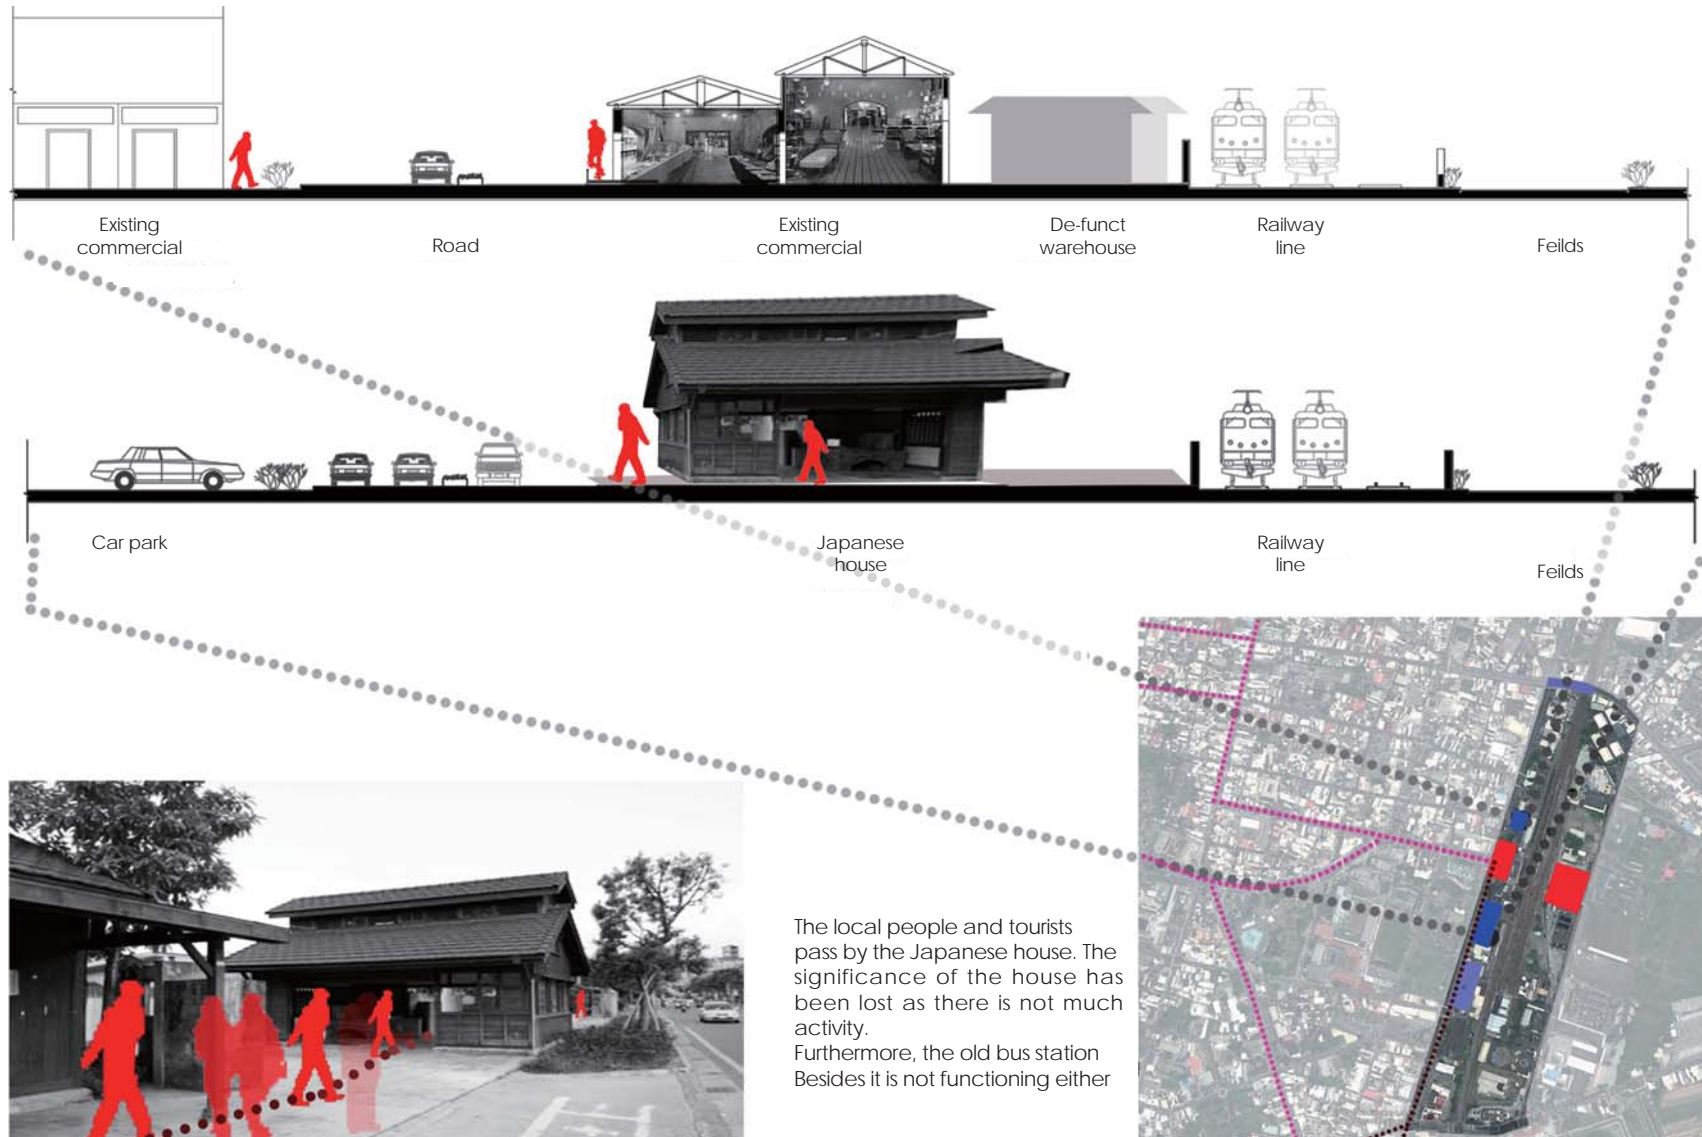 Existing
commercial
Road
Existing
commercial
De-funct
warehouse
Railway
line
Feilds
Car park
Japanese
house
Railway
line
Feilds
The local people and tourists
pass by the Japanese house. The
significance of the house has
been lost as there is not much
activity.
Furthermore, the old bus station
Besides it is not functioning either